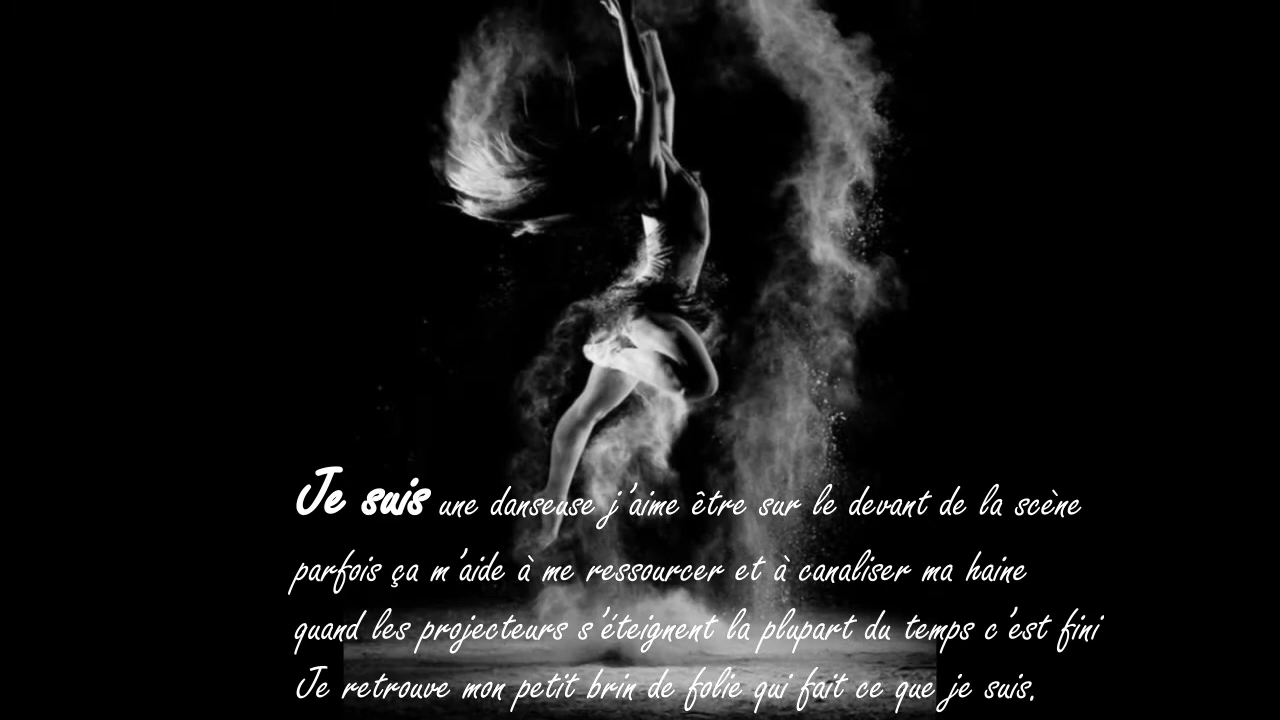 Je suis une danseuse j'aime être sur le devant de la scène
parfois ça m'aide à me ressourcer et à canaliser ma haine
quand les projecteurs s'éteignent la plupart du temps c'est fini
Je retrouve mon petit brin de folie qui fait ce que je suis.